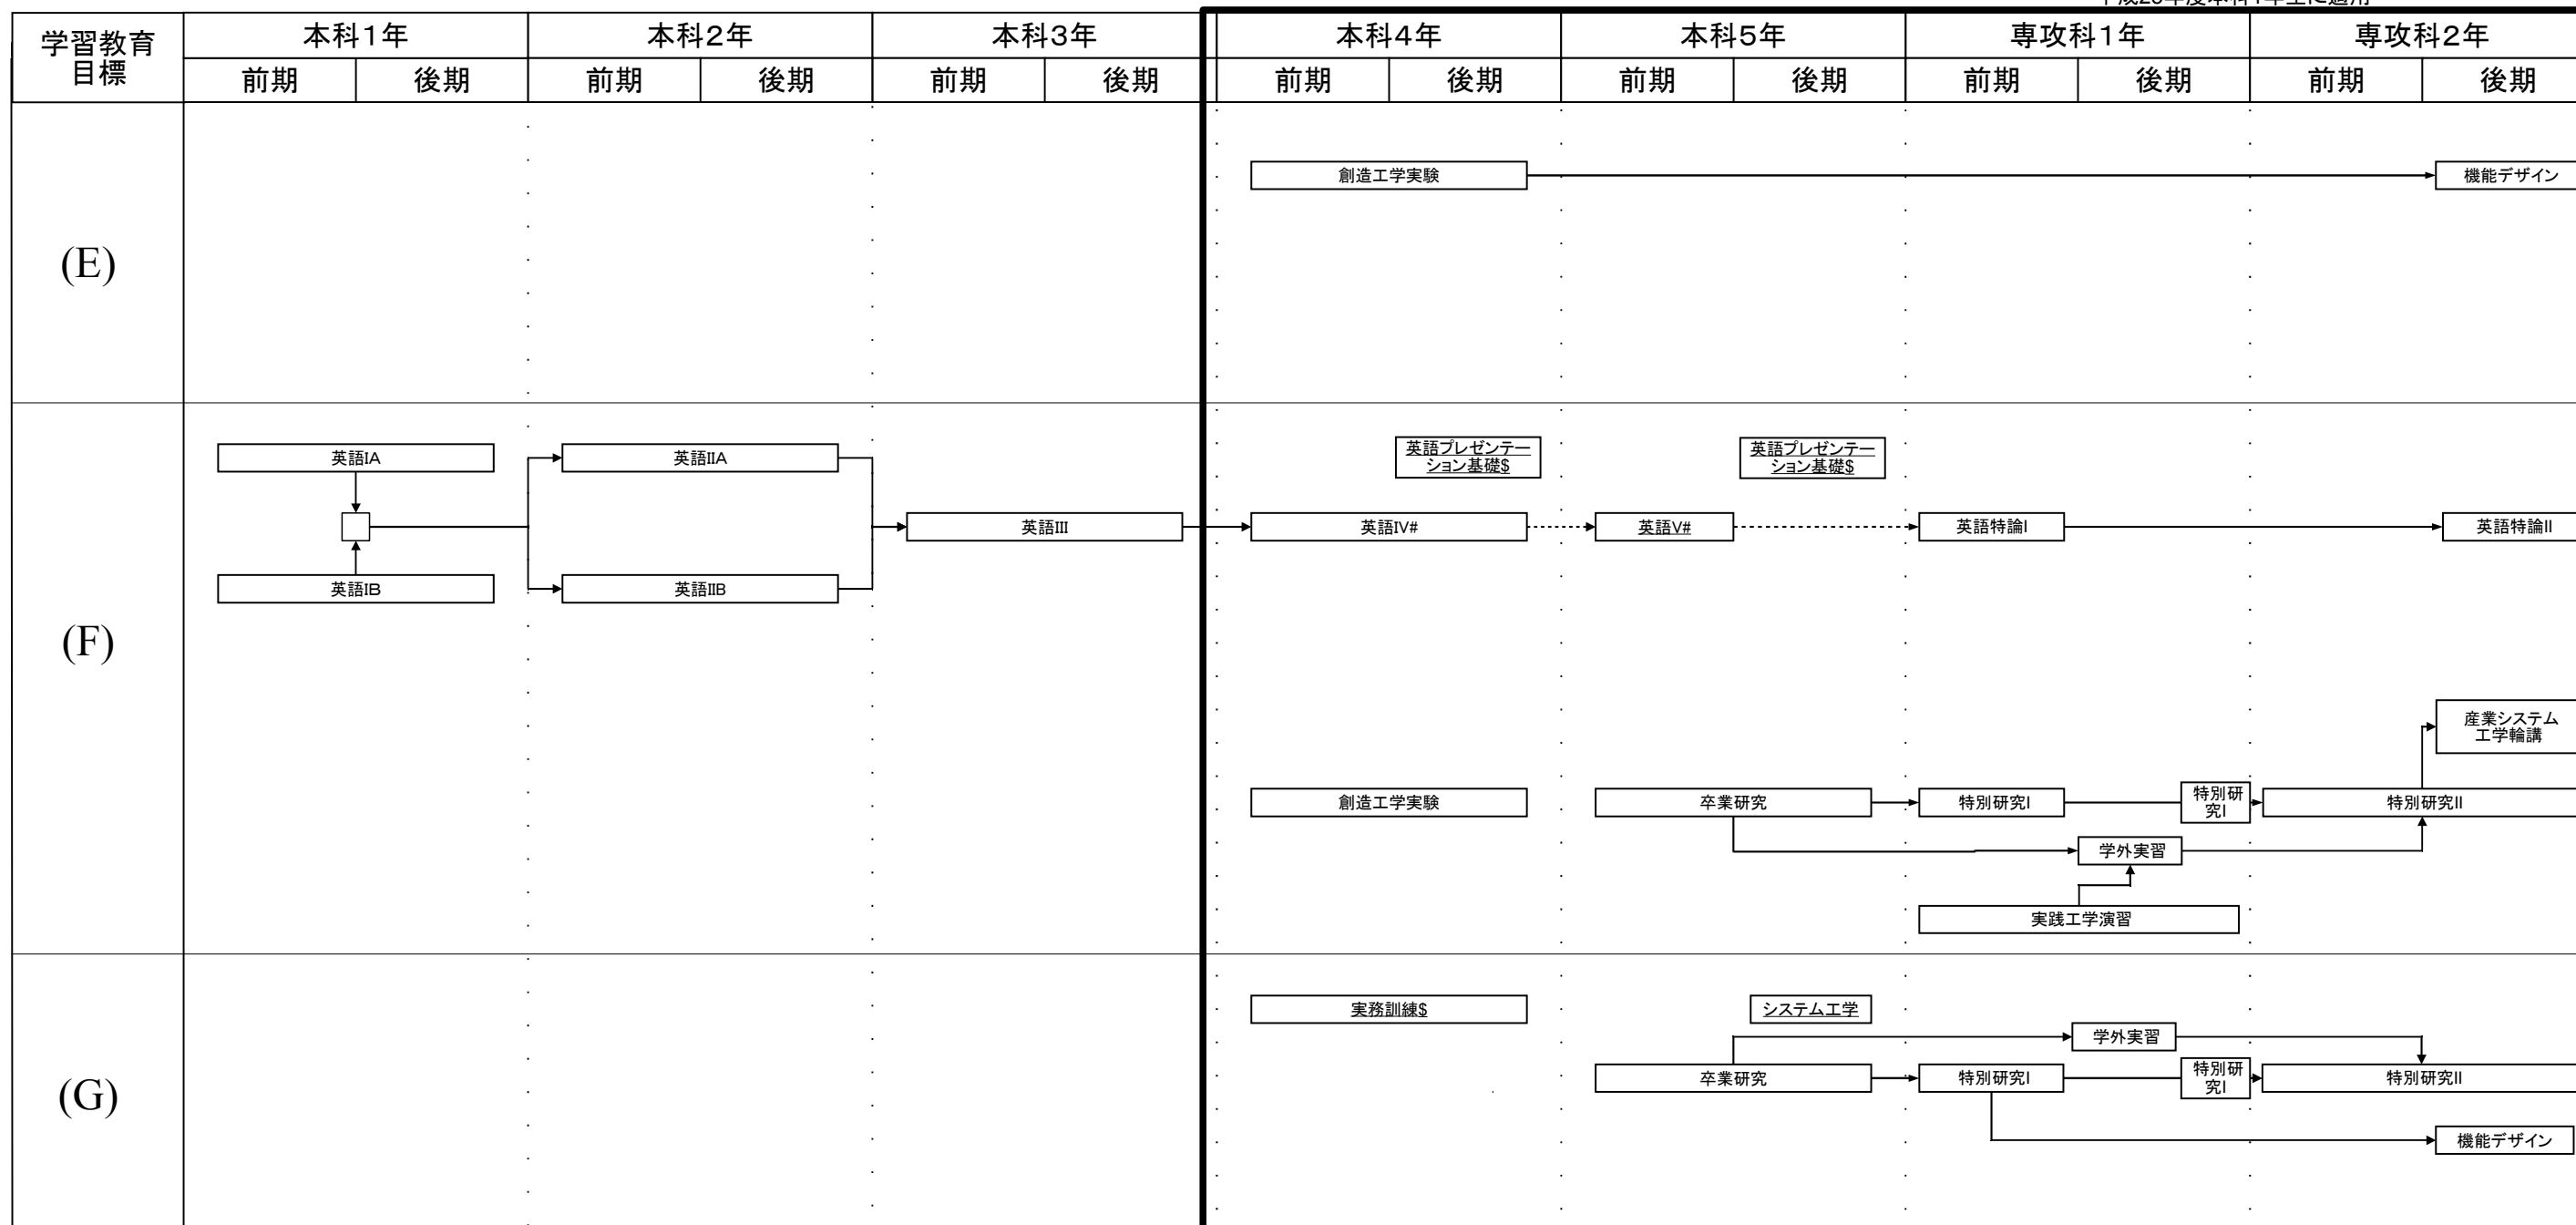 学習教育
目標
本科1年
本科2年
本科3年
本科4年
本科5年
専攻科1年
専攻科2年
前期
後期
前期
後期
前期
後期
前期
後期
前期
後期
前期
後期
前期
後期
(E)
創造工学実験
機能デザイン
(F)
英語IA
英語IIA
英語プレゼンテー
ション基礎$
英語プレゼンテー
ション基礎$
英語III
英語IV#
英語V#
英語特論I
英語特論II
英語IB
英語IIB
産業システム
工学輪講
創造工学実験
卒業研究
特別研究I
特別研
究I
特別研究II
学外実習
実践工学演習
(G)
実務訓練$
システム工学
学外実習
卒業研究
特別研究I
特別研
究I
特別研究II
機能デザイン